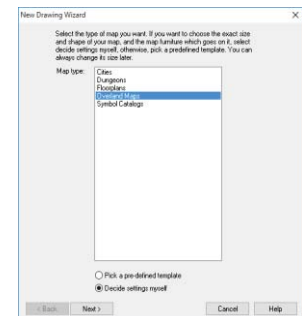 New Drawing Wizard
Select the type of map you want. If you want to choose the exact size
and shape of your map, and the map furniture which goes on it, select
decide settings myself, otherwise, pick a predefined template. You can
always change its size later.
Map type:
Cities
Dungeons
Floorplans
Overland Maps
Symbol Catalogs
Pick a pre-defined template
Decide settings myself
< Back
Next >
Cancel
Help